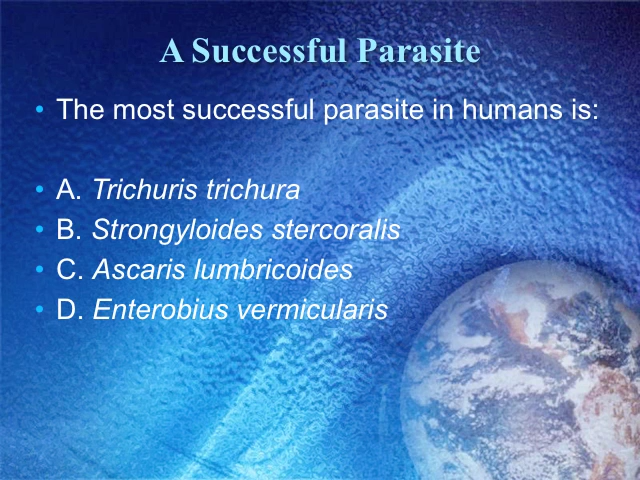 A Successful Parasite
• The most successful parasite in humans is:
• A. Trichuris trichura
• B. Strongyloides stercoralis
• C. Ascaris lumbricoides
• D. Enterobius vermicularis